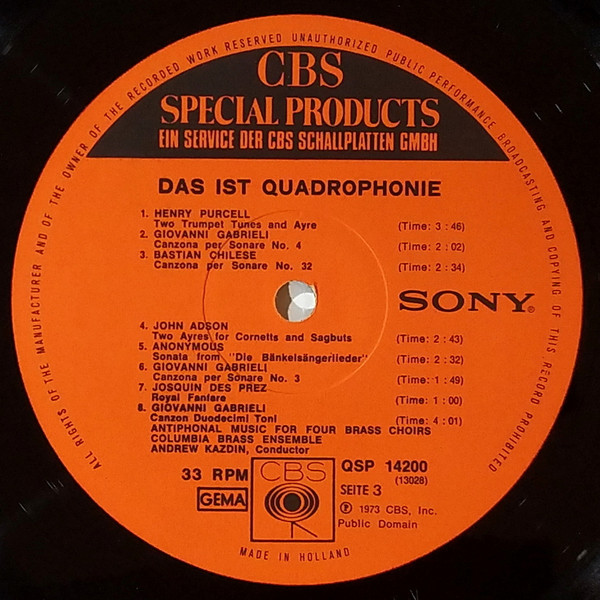 ALL RIGHTS OF THE MANUFACTURER AND OF THE OWNER OF THE RECORDED WORK RESERVED UNAUTHORIZED PUBLIC PERFORMANCE BROADCASTING AND COPYING OF THIS RECORD PROHIBITED
CBS
SPECIAL PRODUCTS
EIN SERVICE DER CBS SCHALLPLATTEN GMBH
DAS IST QUADROPHONIE
1. HENRY PURCELL
Two Trumpet Tunes and Ayre (Time: 3 : 46)
2. GIOVANNI GABRIELI
Canzona per Sonare No. 4 (Time: 2 : 02)
3. BASTIAN CHILESE
Canzona per Sonare No. 32 (Time: 2 : 34)
SONY®
4. JOHN ADSON
Two Ayres for Cornetts and Sagbuts (Time: 2 : 43)
5. ANONYMOUS
Sonata from "Die Bänkelsängerlieder" (Time: 2 : 32)
6. GIOVANNI GABRIELI
Canzona per Sonare No. 3 (Time: 1 : 49)
7. JOSQUIN DES PREZ
Royal Fanfare (Time: 1 : 00)
8. GIOVANNI GABRIELI
Canzon Duodecimi Toni (Time: 4 : 01)
ANTIPHONAL MUSIC FOR FOUR BRASS CHOIRS
COLUMBIA BRASS ENSEMBLE
ANDREW KAZDIN, Conductor
33 RPM
GEMA
CBS
QSP 14200
(13028)
SEITE 3
℗ 1973 CBS, Inc.
Public Domain
MADE IN HOLLAND